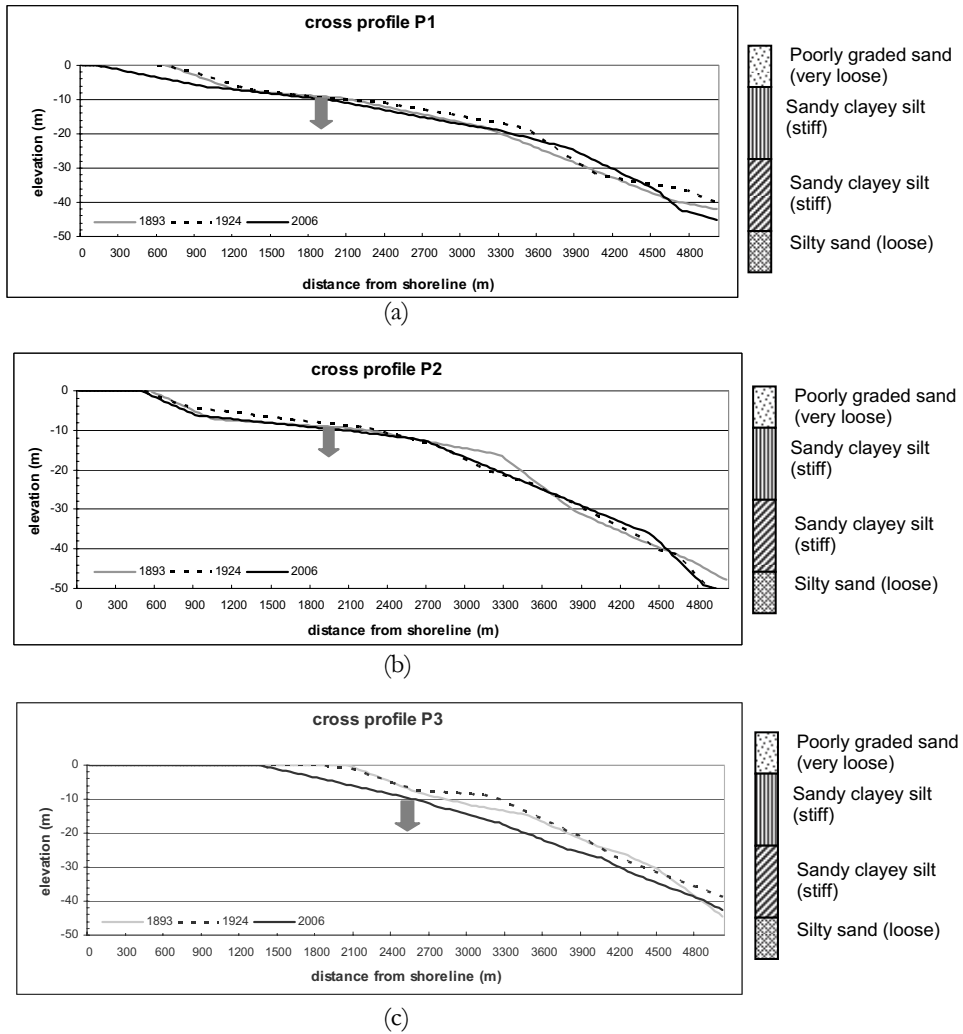 cross profile P1
0
-10
-20
-30
-40
-50
elevation (m)
1893 1924 2006
0 300 600 900 1200 1500 1800 2100 2400 2700 3000 3300 3600 3900 4200 4500 4800
distance from shoreline (m)
Poorly graded sand
(very loose)
Sandy clayey silt
(stiff)
Sandy clayey silt
(stiff)
Silty sand (loose)
(a)
cross profile P2
0
-10
-20
-30
-40
-50
elevation (m)
1893 1924 2006
0 300 600 900 1200 1500 1800 2100 2400 2700 3000 3300 3600 3900 4200 4500 4800
distance from shoreline (m)
Poorly graded sand
(very loose)
Sandy clayey silt
(stiff)
Sandy clayey silt
(stiff)
Silty sand (loose)
(b)
cross profile P3
0
-10
-20
-30
-40
-50
elevation (m)
1893 1924 2006
0 300 600 900 1200 1500 1800 2100 2400 2700 3000 3300 3600 3900 4200 4500 4800
distance from shoreline (m)
Poorly graded sand
(very loose)
Sandy clayey silt
(stiff)
Sandy clayey silt
(stiff)
Silty sand (loose)
(c)